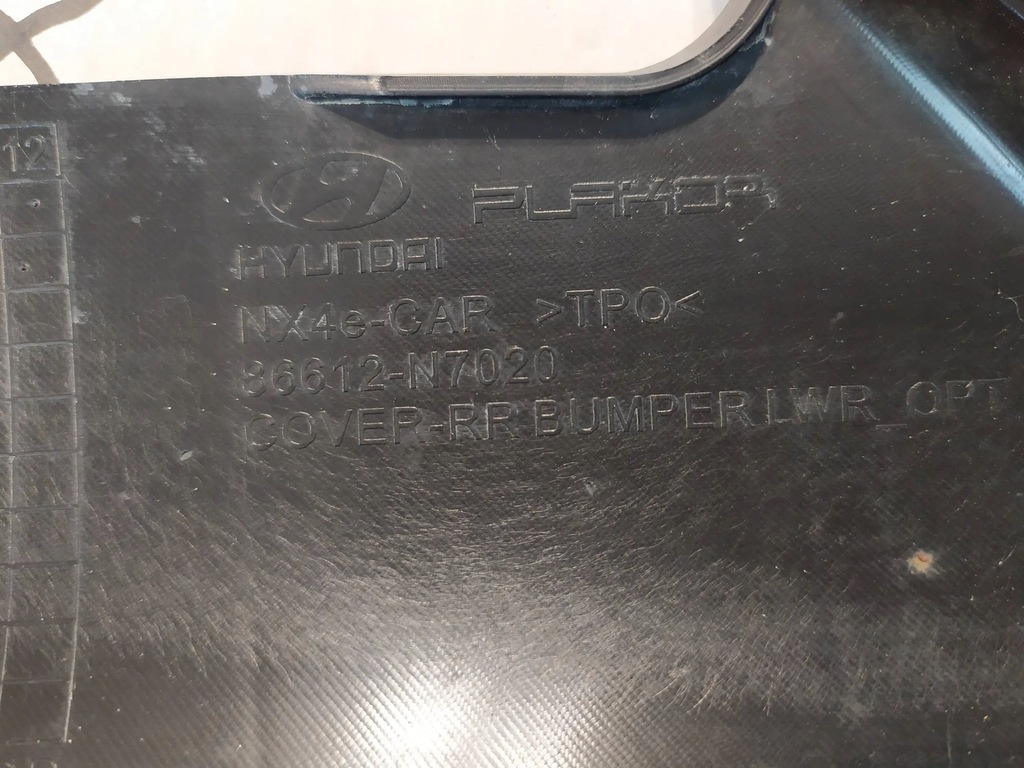 12
PLAKOR
HYUNDAI
NX4e-CAR >TPO<
86612-N7020
COVER-RR BUMPER LWR_OPT